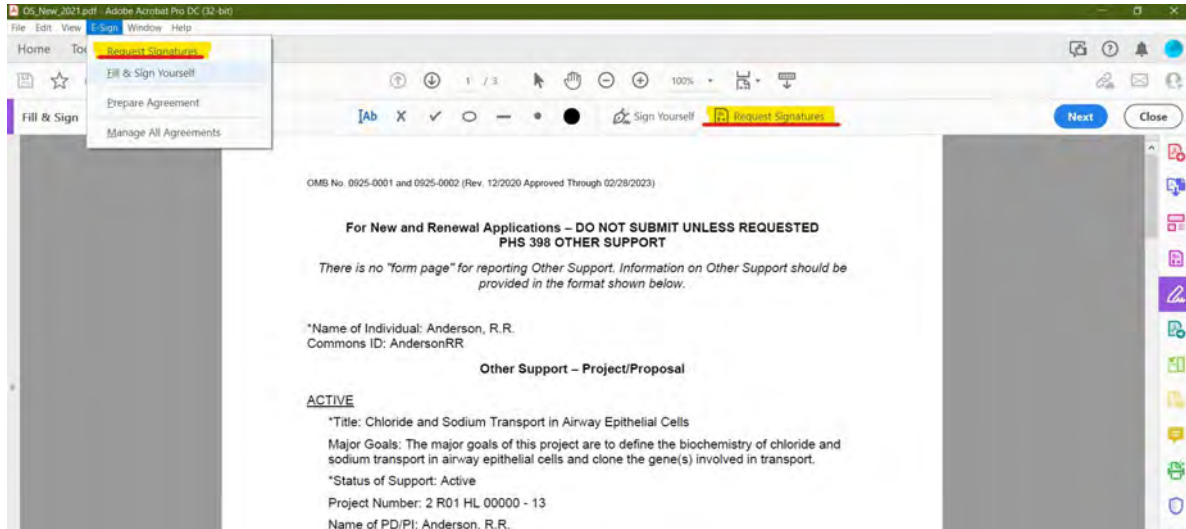 OS_New_2021.pdf - Adobe Acrobat Pro DC (32-bit)
File Edit View E-Sign Window Help
Home
Request Signatures
Fill & Sign Yourself
1 / 3
100%
Prepare Agreement
Fill & Sign
Ab
Sign Yourself
Request Signatures
Next
Close
Manage All Agreements
OMB No. 0925-0001 and 0925-0002 (Rev. 12/2020 Approved Through 02/28/2023)
For New and Renewal Applications – DO NOT SUBMIT UNLESS REQUESTED
PHS 398 OTHER SUPPORT
There is no "form page" for reporting Other Support. Information on Other Support should be
provided in the format shown below.
*Name of Individual: Anderson, R.R.
Commons ID: AndersonRR
Other Support – Project/Proposal
ACTIVE
*Title: Chloride and Sodium Transport in Airway Epithelial Cells
Major Goals: The major goals of this project are to define the biochemistry of chloride and
sodium transport in airway epithelial cells and clone the gene(s) involved in transport.
*Status of Support: Active
Project Number: 2 R01 HL 00000 - 13
Name of PD/PI: Anderson, R.R.